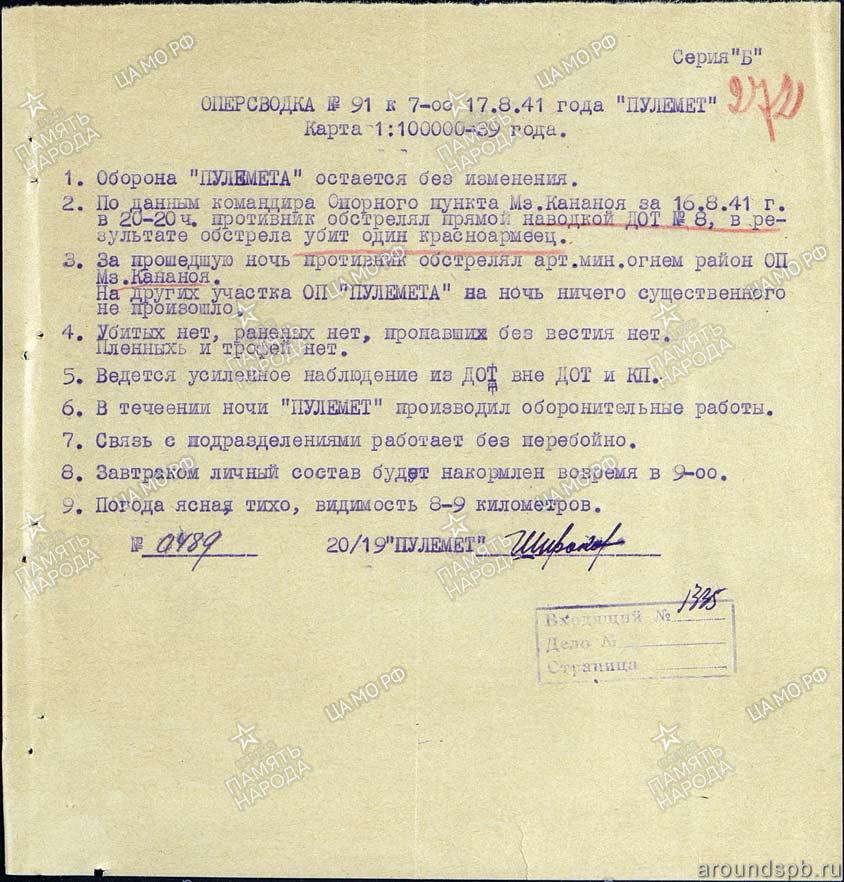 Серия"Б"
272
ОПЕРСВОДКА № 91 к 7-оо 17.8.41 года "ПУЛЕМЕТ"
Карта 1:100000-39 года.
1. Оборона "ПУЛЕМЕТА" остается без изменения.
2. По данным командира Опорного пункта Мз.Кананоя за 16.8.41 г.
в 20-20ч. противник обстрелял прямой наводкой ДОТ № 8, в ре-
зультате обстрела убит один красноармеец.
3. За прошедшую ночь противник обстрелял арт.мин.огнем район ОП
Мз.Кананоя.
На других участка ОП "ПУЛЕМЕТА" на ночь ничего существенного
не произошло.
4. Убитых нет, раненых нет, пропавших без вестия нет.
Пленныхь и трофей нет.
5. Ведется усиленное наблюдение из ДОТ вне ДОТ и КП.
6. В течеении ночи "ПУЛЕМЕТ" производил оборонительные работы.
7. Связь с подразделениями работает без перебойно.
8. Завтраком личный состав будет накормлен вовремя в 9-оо.
9. Погода ясная, тихо, видимость 8-9 километров.
№ 0489 20/19"ПУЛЕМЕТ"
1335
Входящий №
Дело №
Страница
ЦАМО РФ
ПАМЯТЬ НАРОДА
aroundspb.ru